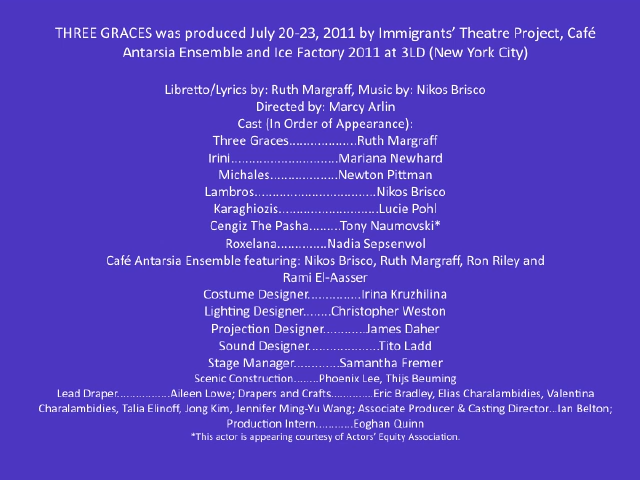 THREE GRACES was produced July 20-23, 2011 by Immigrants’ Theatre Project, Café
Antarsia Ensemble and Ice Factory 2011 at 3LD (New York City)
Libretto/Lyrics by: Ruth Margraff, Music by: Nikos Brisco
Directed by: Marcy Arlin
Cast (In Order of Appearance):
Three Graces...................Ruth Margraff
Irini..............................Mariana Newhard
Michales...................Newton Pittman
Lambros..................................Nikos Brisco
Karaghiozis............................Lucie Pohl
Cengiz The Pasha.........Tony Naumovski*
Roxelana..............Nadia Sepsenwol
Café Antarsia Ensemble featuring: Nikos Brisco, Ruth Margraff, Ron Riley and
Rami El-Aasser
Costume Designer...............Irina Kruzhilina
Lighting Designer........Christopher Weston
Projection Designer............James Daher
Sound Designer....................Tito Ladd
Stage Manager.............Samantha Fremer
Scenic Construction........Phoenix Lee, Thijs Beuming
Lead Draper.................Aileen Lowe; Drapers and Crafts..............Eric Bradley, Elias Charalambidies, Valentina
Charalambidies, Talia Elinoff, Jong Kim, Jennifer Ming-Yu Wang; Associate Producer & Casting Director...Ian Belton;
Production Intern............Eoghan Quinn
*This actor is appearing courtesy of Actors’ Equity Association.